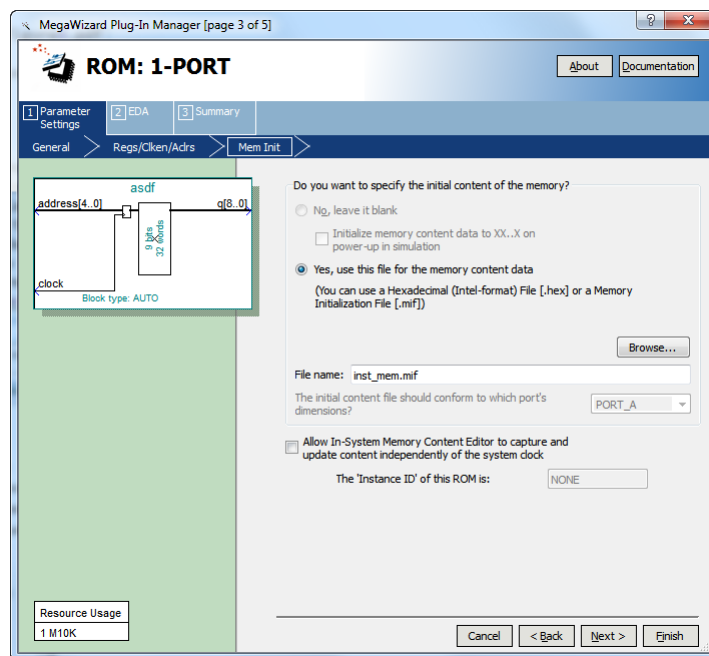 MegaWizard Plug-In Manager [page 3 of 5]
ROM: 1-PORT
About
Documentation
1 Parameter Settings
2 EDA
3 Summary
General
Regs/Clken/Aclrs
Mem Init
asdf
address[4..0]
q[8..0]
9 bits
32 words
clock
Block type: AUTO
Do you want to specify the initial content of the memory?
No, leave it blank
Initialize memory content data to XX..X on
power-up in simulation
Yes, use this file for the memory content data
(You can use a Hexadecimal (Intel-format) File [.hex] or a Memory
Initialization File [.mif])
Browse...
File name: inst_mem.mif
The initial content file should conform to which port's
dimensions?
PORT_A
Allow In-System Memory Content Editor to capture and
update content independently of the system clock
The 'Instance ID' of this ROM is: NONE
Resource Usage
1 M10K
Cancel
< Back
Next >
Finish